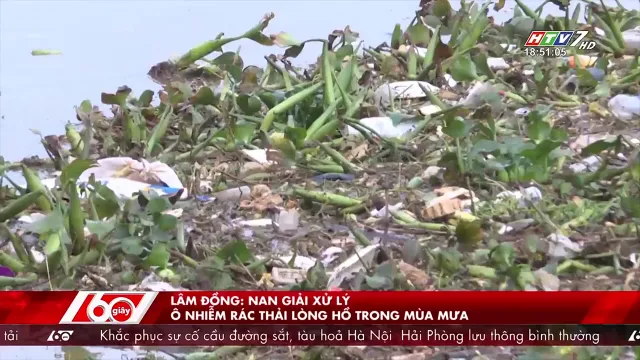 HTV7 HD
18:51:05
60 giây
LÂM ĐỒNG: NAN GIẢI XỬ LÝ
Ô NHIỄM RÁC THẢI LÒNG HỒ TRONG MÙA MƯA
tải Khắc phục sự cố cầu đường sắt, tàu hoả Hà Nội Hải Phòng lưu thông bình thường